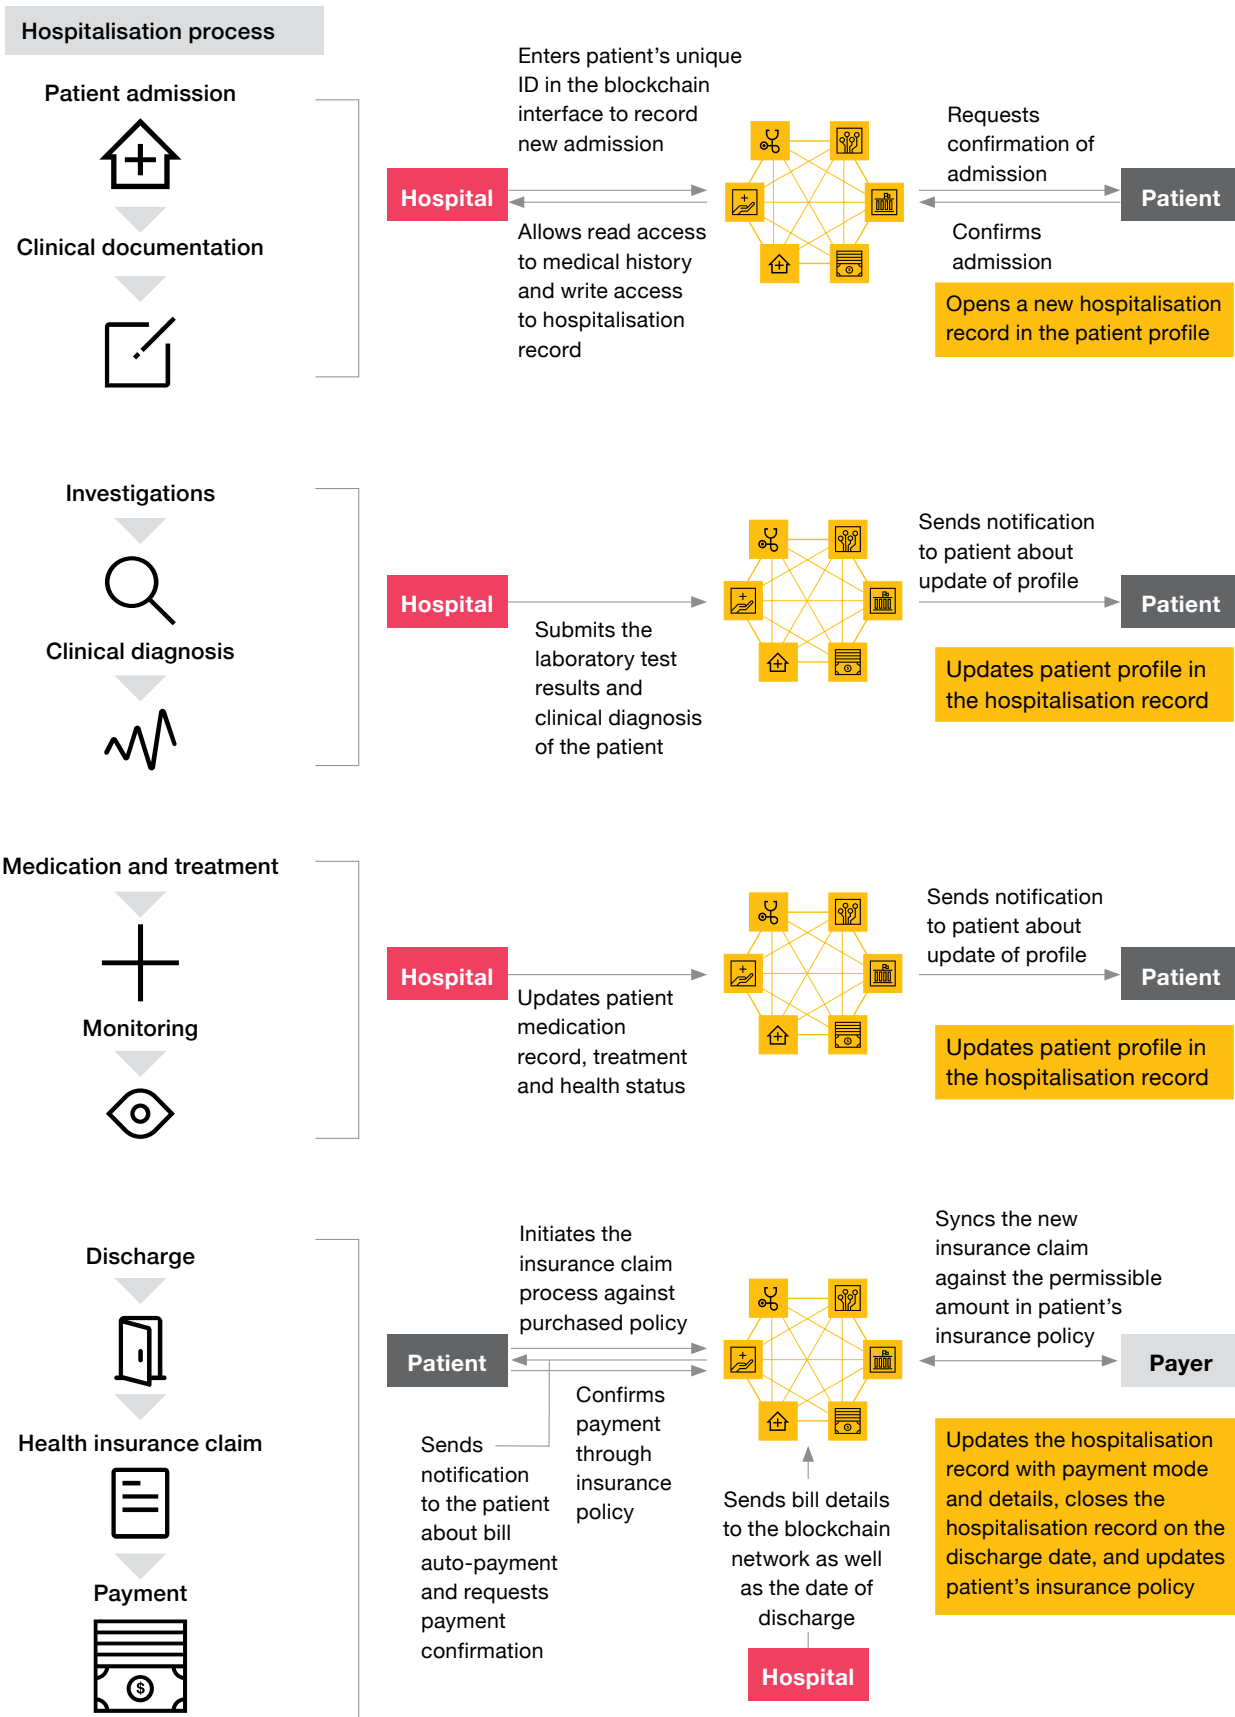 Hospitalisation process
Patient admission
Clinical documentation
Enters patient’s unique
ID in the blockchain
interface to record
new admission
Hospital
Allows read access
to medical history
and write access
to hospitalisation
record
Requests
confirmation of
admission
Patient
Confirms
admission
Opens a new hospitalisation
record in the patient profile
Investigations
Clinical diagnosis
Hospital
Submits the
laboratory test
results and
clinical diagnosis
of the patient
Sends notification
to patient about
update of profile
Patient
Updates patient profile in
the hospitalisation record
Medication and treatment
Monitoring
Hospital
Updates patient
medication
record, treatment
and health status
Sends notification
to patient about
update of profile
Patient
Updates patient profile in
the hospitalisation record
Discharge
Health insurance claim
Payment
$
Initiates the
insurance claim
process against
purchased policy
Patient
Sends
notification
to the patient
about bill
auto-payment
and requests
payment
confirmation
Confirms
payment
through
insurance
policy
Sends bill details
to the blockchain
network as well
as the date of
discharge
Hospital
Syncs the new
insurance claim
against the permissible
amount in patient’s
insurance policy
Payer
Updates the hospitalisation
record with payment mode
and details, closes the
hospitalisation record on the
discharge date, and updates
patient’s insurance policy